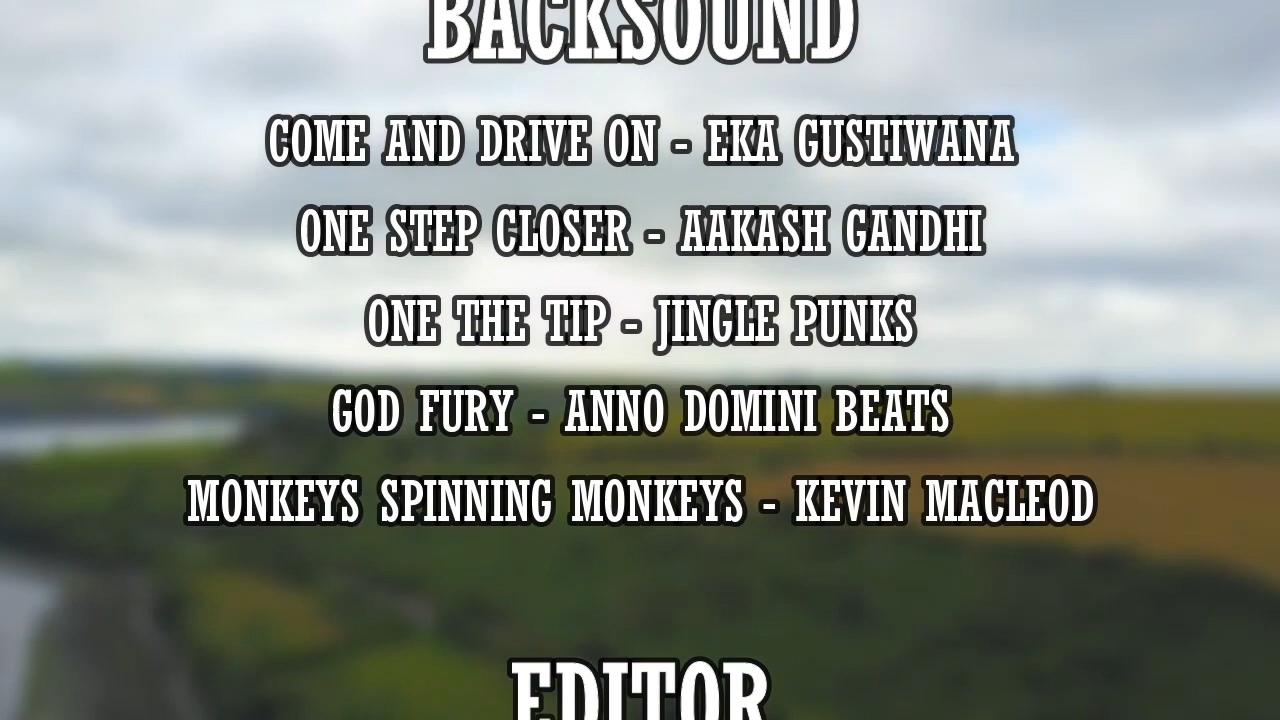 BACKSOUND
COME AND DRIVE ON - EKA GUSTIWANA
ONE STEP CLOSER - AAKASH GANDHI
ONE THE TIP - JINGLE PUNKS
GOD FURY - ANNO DOMINI BEATS
MONKEYS SPINNING MONKEYS - KEVIN MACLEOD
EDITOR